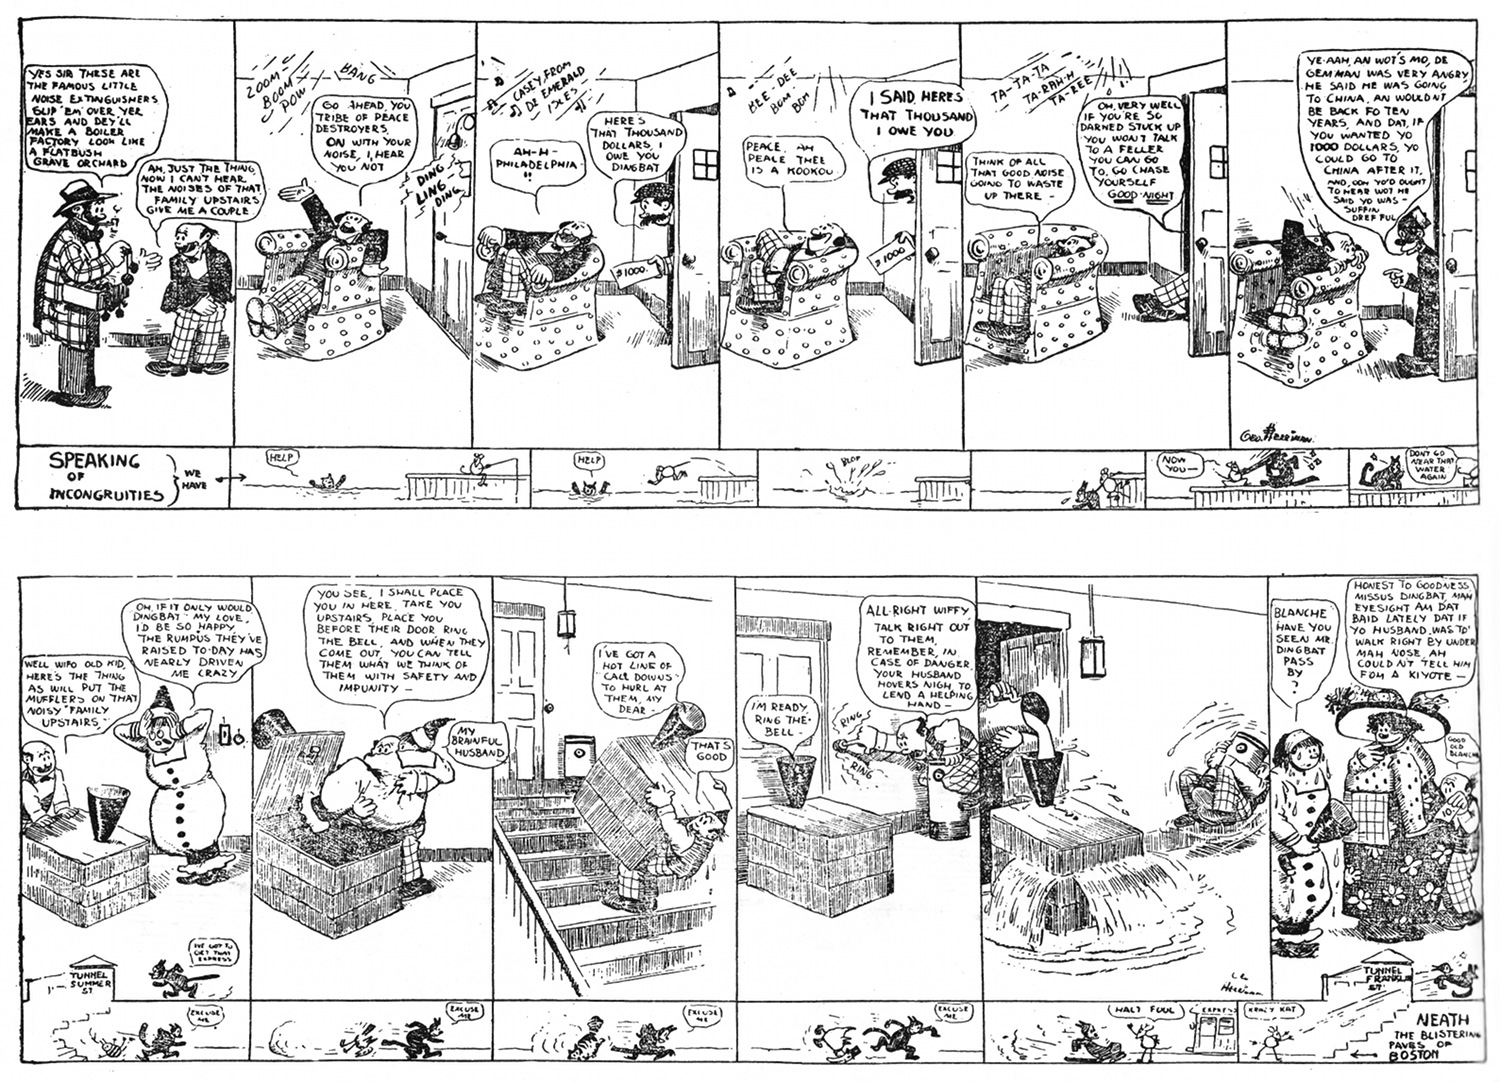 YES SIR THESE ARE
THE FAMOUS LITTLE
NOISE EXTINGUISHERS
SLIP 'EM OVER YER
EARS AND DEY'LL
MAKE A BOILER
FACTORY LOOK LIKE
A FLATBUSH
GRAVE ORCHARD
AH, JUST THE THING,
NOW I CAN'T HEAR
THE NOISES OF THAT
FAMILY UPSTAIRS
GIVE ME A COUPLE
ZOOM
BOOM
POW
BANG
GO AHEAD, YOU
TRIBE OF PEACE
DESTROYERS,
ON WITH YOUR
NOISE, I HEAR
YOU NOT
DING
LING-
DING
CASEY FROM
DE EMERALD
ISLES
AH-H-
PHILADELPHIA
!!
HERE'S
THAT THOUSAND
DOLLARS, I
OWE YOU
DINGBAT
$1000.
BEE-DEE
BUM
BUM
PEACE, AH
PEACE THEE
IS A KOOKOU
I SAID, HERE'S
THAT THOUSAND
I OWE YOU
$1000.
TA-TA-TA
TA-RAH-H
TA-REE
THINK OF ALL
THAT GOOD NOISE
GOING TO WASTE
UP THERE-
OH, VERY WELL
IF YOU'RE SO
DARNED STUCK UP
YOU WON'T TALK
TO A FELLER
YOU CAN GO
TO, GO CHASE
YOURSELF
GOOD-NIGHT
YE-AAH, AN WOT'S MO, DE
GEMMAN WAS VERY ANGRY
HE SAID HE WAS GOING
TO CHINA, AN WOULDNT
BE BACK FO TEN
YEARS, AND DAT, IF
YOU WANTED YO
1000 DOLLARS, YO
COULD GO TO
CHINA AFTER IT,
AND, OOH YO'D OUGHT
TO HEAR WOT HE
SAID YO WAS-
SUFFIN
DREFFUL
GEO. HERRIMAN.
SPEAKING
OF
INCONGRUITIES
WE
HAVE
HELP
HELP
BLOP
NOW
YOU-
DON'T GO
NEAR THAT
WATER
AGAIN
WELL WIFO OLD KID,
HERE'S THE THING
AS WILL PUT THE
MUFFLERS ON THAT
NOISY FAMILY
UPSTAIRS-
OH, IF IT ONLY WOULD,
DINGBAT MY LOVE,
I'D BE SO HAPPY
THE RUMPUS THEY'VE
RAISED TO-DAY HAS
NEARLY DRIVEN
ME CRAZY
YOU SEE, I SHALL PLACE
YOU IN HERE, TAKE YOU
UPSTAIRS, PLACE YOU
BEFORE THEIR DOOR RING
THE BELL, AND WHEN THEY
COME OUT, YOU CAN TELL
THEM WHAT WE THINK OF
THEM WITH SAFETY AND
IMPUNITY-
MY
BRAINFUL
HUSBAND
I'VE GOT A
HOT LINE OF
CALL DOWNS
TO HURL AT
THEM, MY
DEAR-
THAT'S
GOOD
I'M READY,
RING THE-
BELL-
RING
RING
ALL-RIGHT WIFFY,
TALK RIGHT OUT
TO THEM,
REMEMBER, IN
CASE OF DANGER
YOUR HUSBAND
HOVERS NIGH TO
LEND A HELPING
HAND-
BLANCHE
HAVE YOU
SEEN MR.
DINGBAT
PASS
BY
?
HONEST TO GOODNESS
MISSUS DINGBAT, MAH
EYESIGHT AM DAT
BAID LATELY DAT IF
YO HUSBAND WAS TO'
WALK RIGHT BY UNDER
MAH NOSE, AH
COULD N'T TELL HIM
FOM A KIYOTE-
GOOD
OLD
BLANCHE
10
HERRIMAN
I'VE GOT TO
GET THAT
EXPRESS
TUNNEL
SUMMER
ST.
TUNNEL
FRANKLIN
ST
EXCUSE
ME
EXCUSE
ME
EXCUSE
ME
EXCUSE
ME
HALT FOUL
EXPRESS
KRAZY KAT
NEATH
THE BLISTERING
PAVES OF
BOSTON